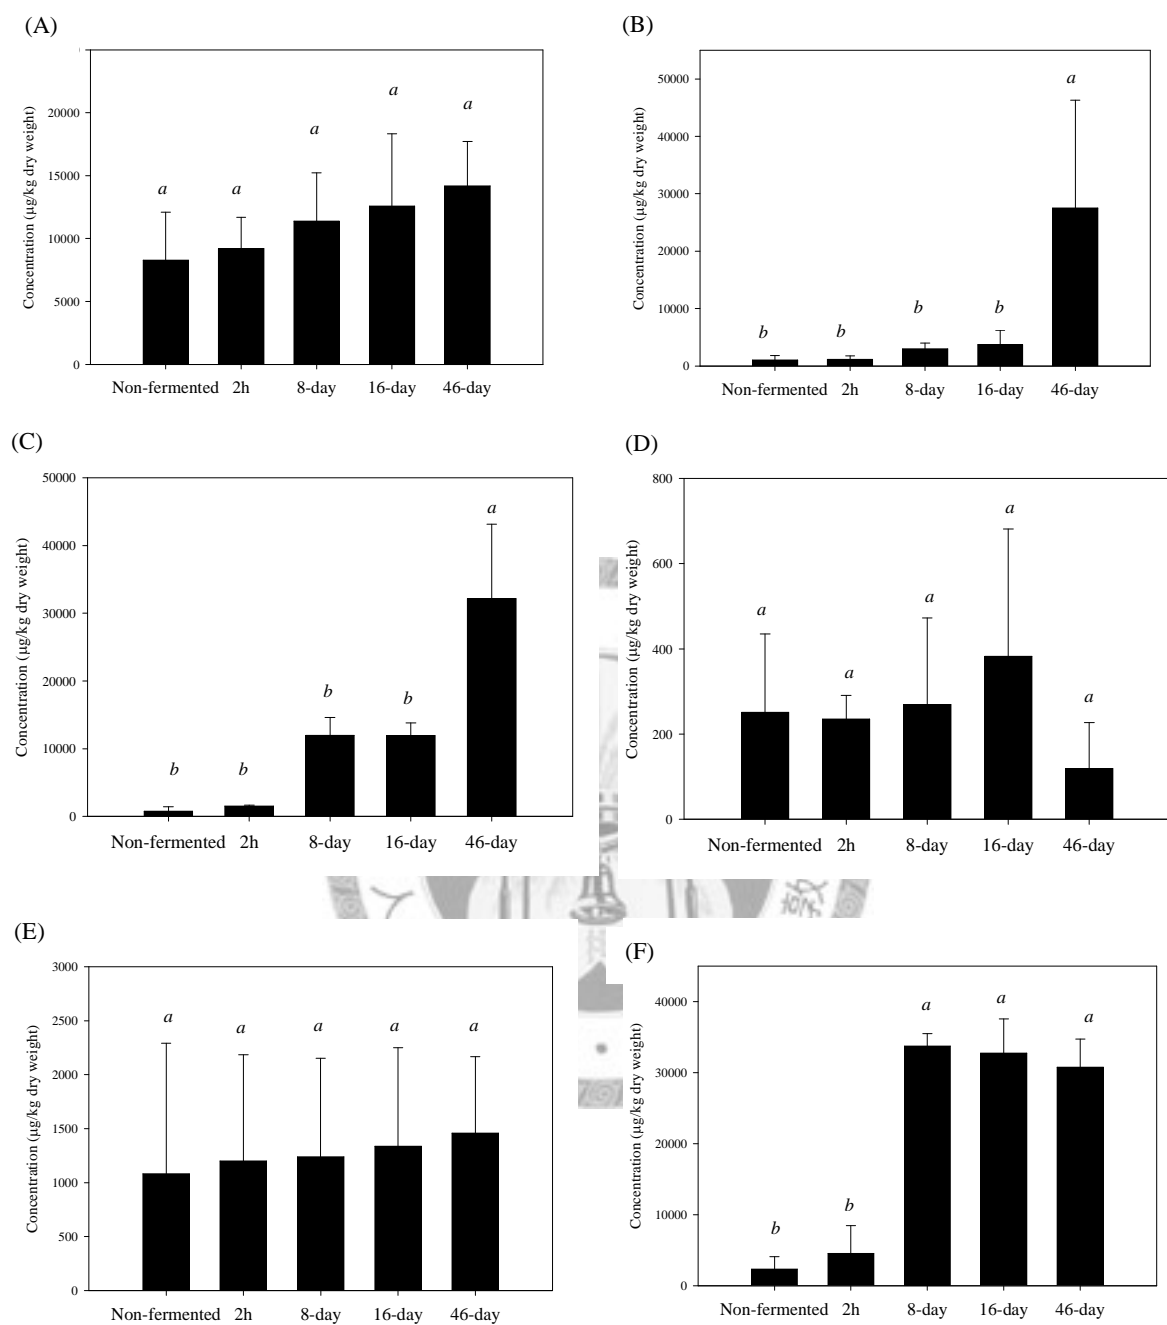 (A)
Concentration (µg/kg dry weight)
20000
15000
10000
5000
0
a
a
a
a
a
Non-fermented 2h 8-day 16-day 46-day
(B)
Concentration (µg/kg dry weight)
50000
40000
30000
20000
10000
0
b
b
b
b
a
Non-fermented 2h 8-day 16-day 46-day
(C)
Concentration (µg/kg dry weight)
50000
40000
30000
20000
10000
0
b
b
b
b
a
Non-fermented 2h 8-day 16-day 46-day
(D)
Concentration (µg/kg dry weight)
800
600
400
200
0
a
a
a
a
a
Non-fermented 2h 8-day 16-day 46-day
(E)
Concentration (µg/kg dry weight)
3000
2500
2000
1500
1000
500
0
a
a
a
a
a
Non-fermented 2h 8-day 16-day 46-day
(F)
Concentration (µg/kg dry weight)
40000
30000
20000
10000
0
b
b
a
a
a
Non-fermented 2h 8-day 16-day 46-day